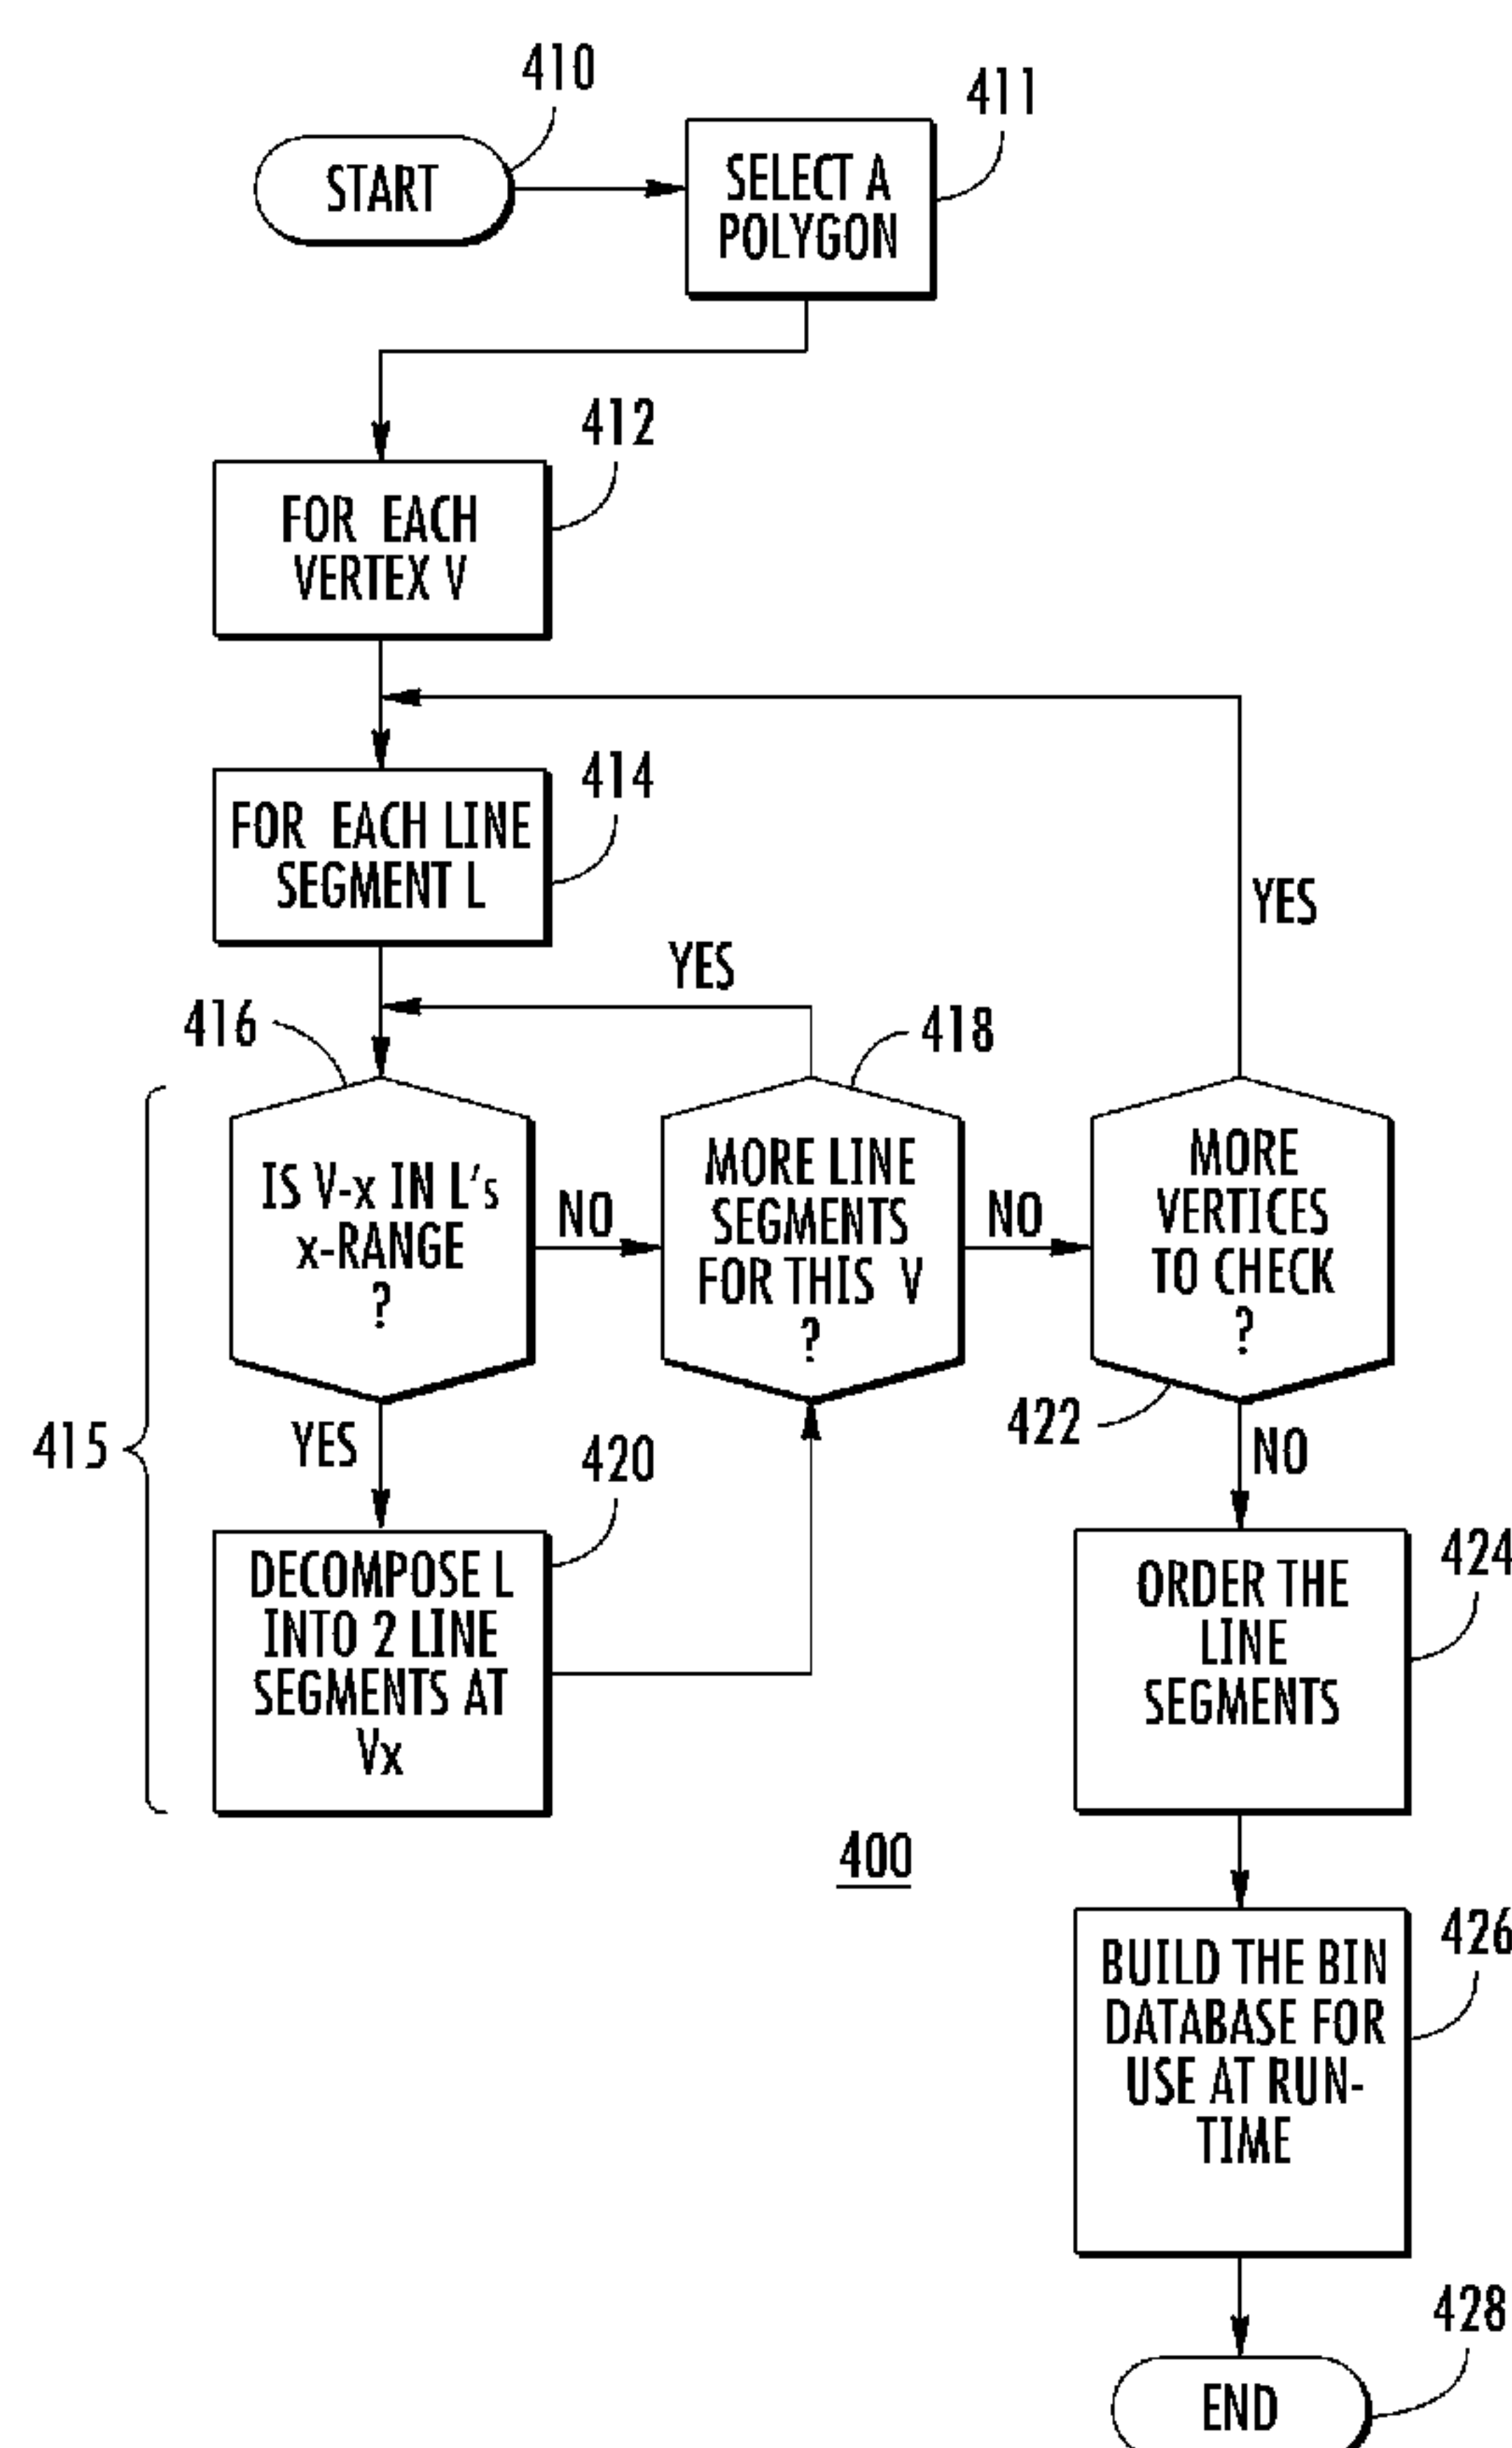 410
START
411
SELECT A
POLYGON
412
FOR EACH
VERTEX V
414
FOR EACH LINE
SEGMENT L
YES
YES
416
418
IS V-x IN L's
x-RANGE
?
NO
MORE LINE
SEGMENTS
FOR THIS V
?
NO
MORE
VERTICES
TO CHECK
?
422
415
YES
420
NO
DECOMPOSE L
INTO 2 LINE
SEGMENTS AT
Vx
424
ORDER THE
LINE
SEGMENTS
400
426
BUILD THE BIN
DATABASE FOR
USE AT RUN-
TIME
428
END